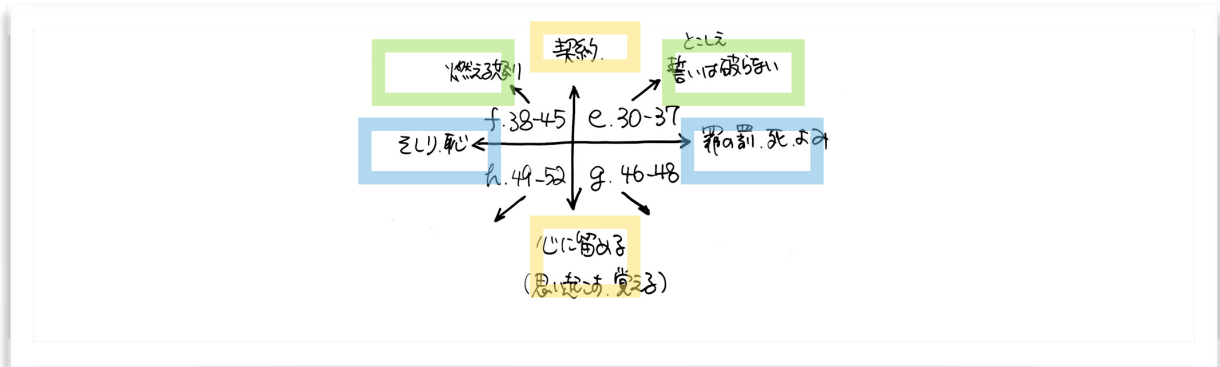 契約.
とこしえ
燃える怒り
誓いは破らない
f.38-45
e.30-37
そしり.恥
罪の罰.死.よみ
h.49-52
g.46-48
心に留める
(思い起こす.覚える)